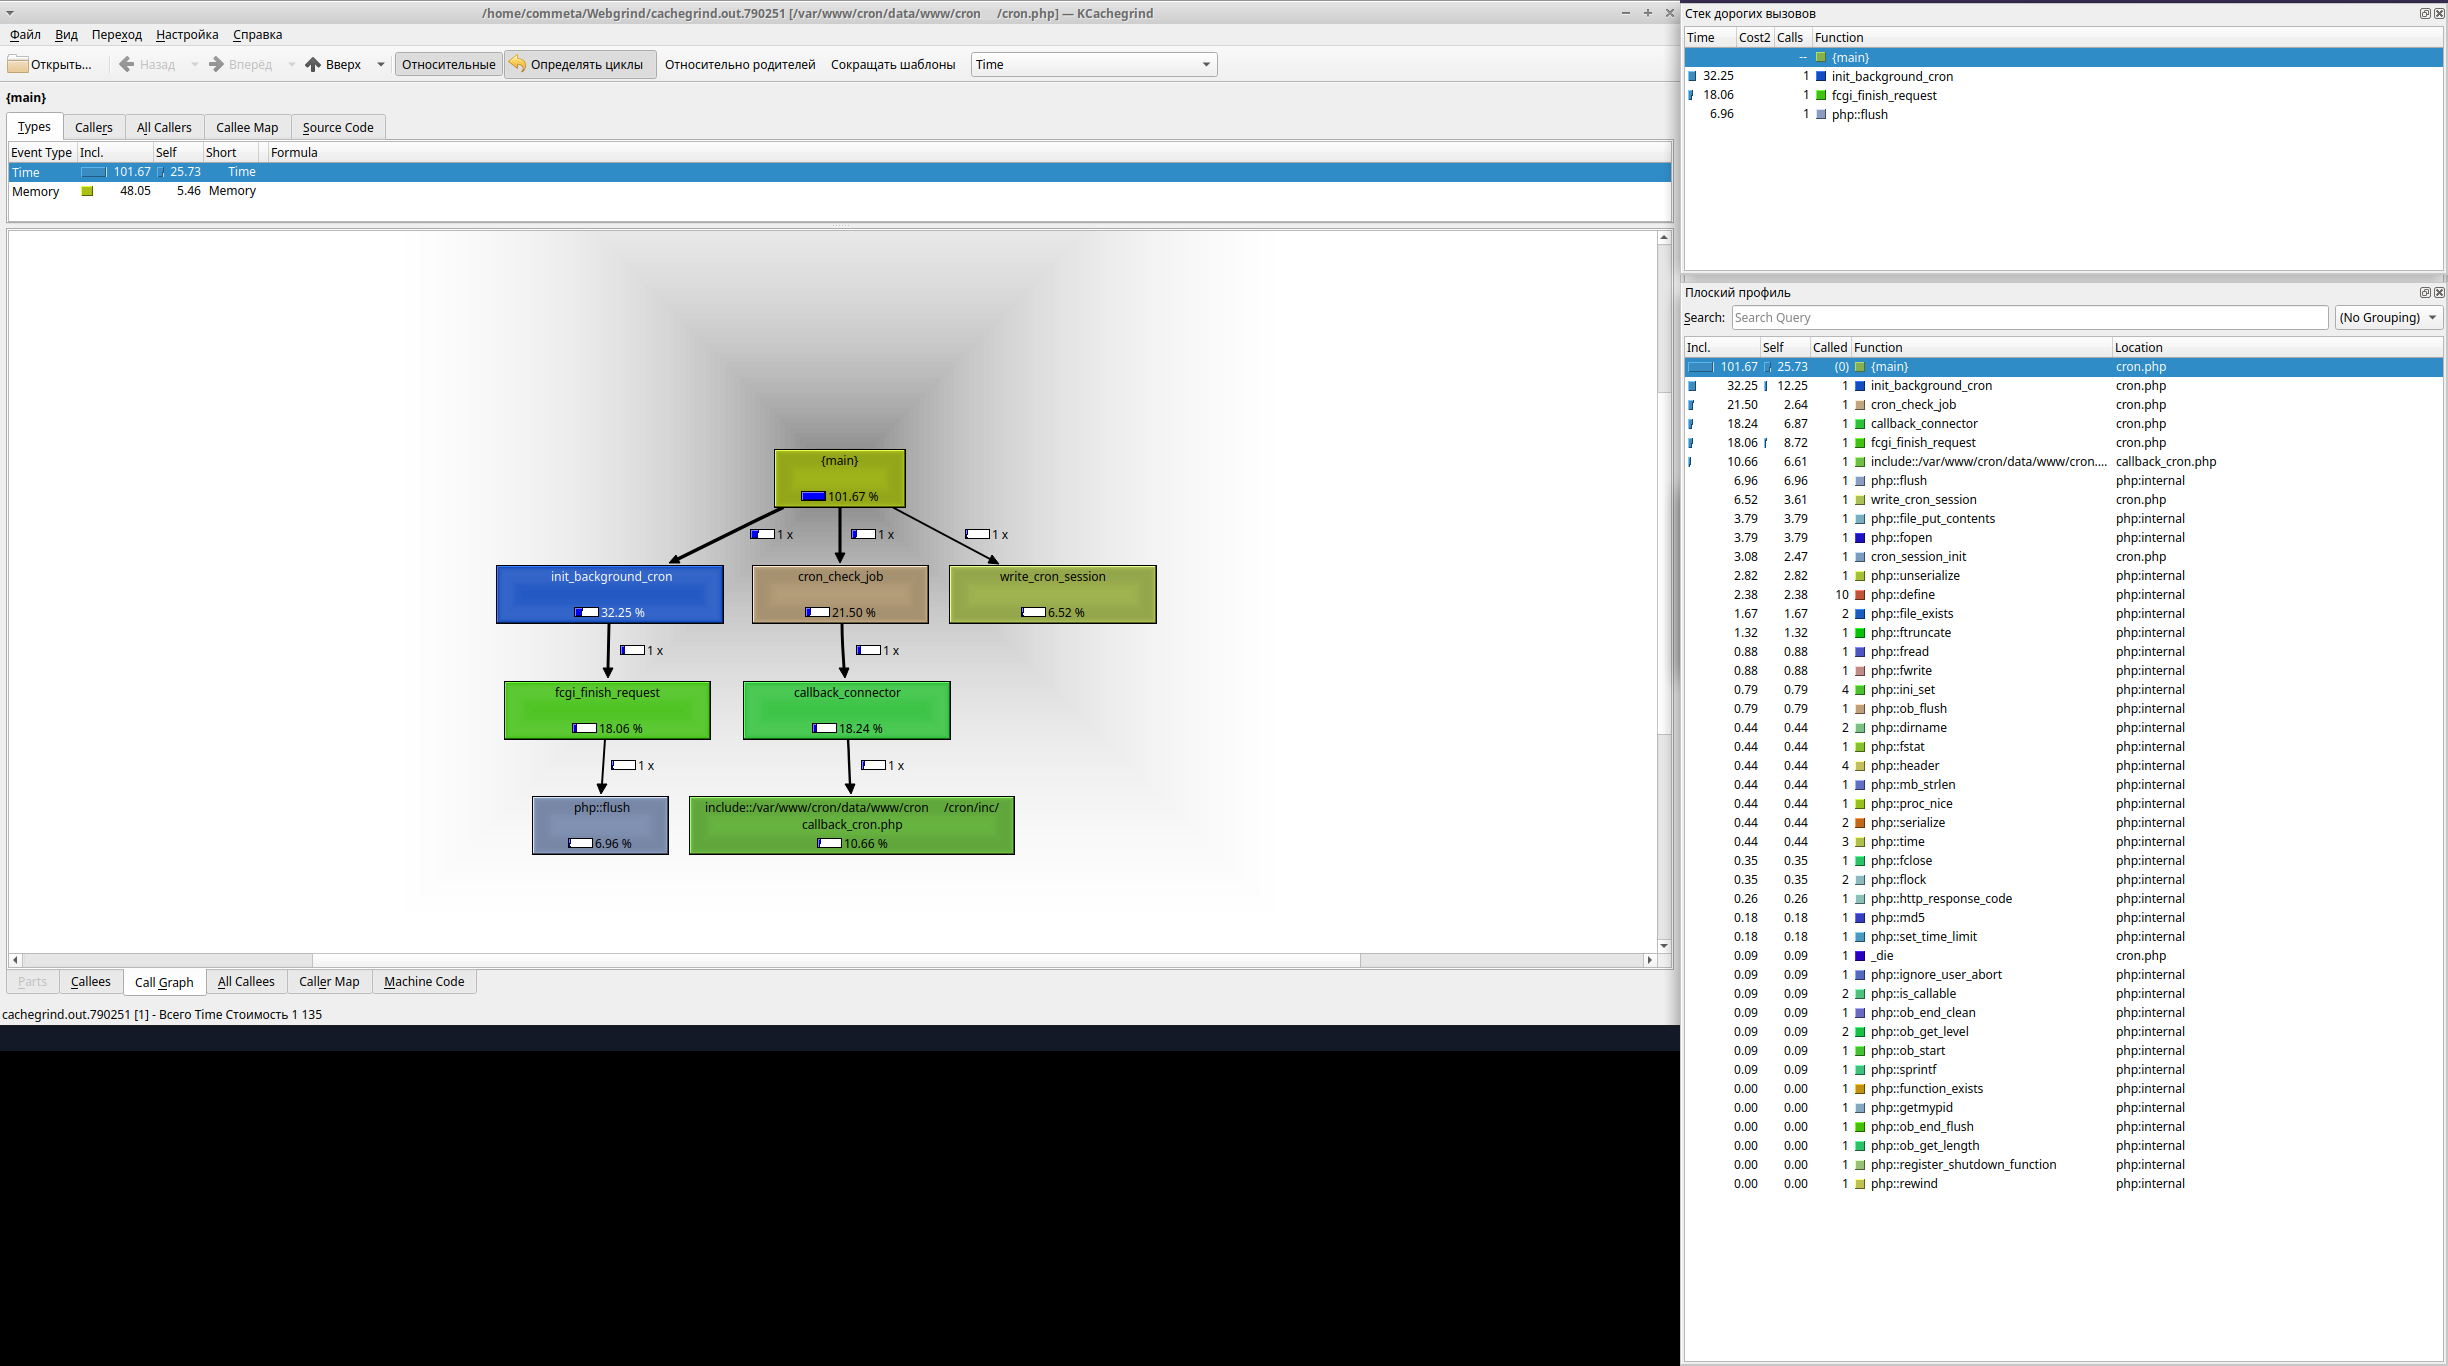 /home/commeta/Webgrind/cachegrind.out.790251 [/var/www/cron/data/www/cron /cron.php] — KCachegrind
Файл Вид Переход Настройка Справка
Открыть... Назад Вперёд Вверх Относительные Определять циклы Относительно родителей Сокращать шаблоны Time
{main}
Types Callers All Callers Callee Map Source Code
Event Type Incl. Self Short Formula
Time 101.67 25.73 Time
Memory 48.05 5.46 Memory
{main}
101.67 %
1 x 1 x 1 x
init_background_cron cron_check_job write_cron_session
32.25 % 21.50 % 6.52 %
1 x 1 x
fcgi_finish_request callback_connector
18.06 % 18.24 %
1 x 1 x
php::flush include::/var/www/cron/data/www/cron /cron/inc/
callback_cron.php
6.96 % 10.66 %
Parts Callees Call Graph All Callees Caller Map Machine Code
cachegrind.out.790251 [1] - Всего Time Стоимость 1 135
Стек дорогих вызовов
Time Cost2 Calls Function
-- {main}
32.25 1 init_background_cron
18.06 1 fcgi_finish_request
6.96 1 php::flush
Плоский профиль
Search: Search Query (No Grouping)
Incl. Self Called Function Location
101.67 25.73 (0) {main} cron.php
32.25 12.25 1 init_background_cron cron.php
21.50 2.64 1 cron_check_job cron.php
18.24 6.87 1 callback_connector cron.php
18.06 8.72 1 fcgi_finish_request cron.php
10.66 6.61 1 include::/var/www/cron/data/www/cron.... callback_cron.php
6.96 6.96 1 php::flush php:internal
6.52 3.61 1 write_cron_session cron.php
3.79 3.79 1 php::file_put_contents php:internal
3.79 3.79 1 php::fopen php:internal
3.08 2.47 1 cron_session_init cron.php
2.82 2.82 1 php::unserialize php:internal
2.38 2.38 10 php::define php:internal
1.67 1.67 2 php::file_exists php:internal
1.32 1.32 1 php::ftruncate php:internal
0.88 0.88 1 php::fread php:internal
0.88 0.88 1 php::fwrite php:internal
0.79 0.79 4 php::ini_set php:internal
0.79 0.79 1 php::ob_flush php:internal
0.44 0.44 2 php::dirname php:internal
0.44 0.44 1 php::fstat php:internal
0.44 0.44 4 php::header php:internal
0.44 0.44 1 php::mb_strlen php:internal
0.44 0.44 1 php::proc_nice php:internal
0.44 0.44 2 php::serialize php:internal
0.44 0.44 3 php::time php:internal
0.35 0.35 1 php::fclose php:internal
0.35 0.35 2 php::flock php:internal
0.26 0.26 1 php::http_response_code php:internal
0.18 0.18 1 php::md5 php:internal
0.18 0.18 1 php::set_time_limit php:internal
0.09 0.09 1 _die cron.php
0.09 0.09 1 php::ignore_user_abort php:internal
0.09 0.09 2 php::is_callable php:internal
0.09 0.09 1 php::ob_end_clean php:internal
0.09 0.09 2 php::ob_get_level php:internal
0.09 0.09 1 php::ob_start php:internal
0.09 0.09 1 php::sprintf php:internal
0.00 0.00 1 php::function_exists php:internal
0.00 0.00 1 php::getmypid php:internal
0.00 0.00 1 php::ob_end_flush php:internal
0.00 0.00 1 php::ob_get_length php:internal
0.00 0.00 1 php::register_shutdown_function php:internal
0.00 0.00 1 php::rewind php:internal